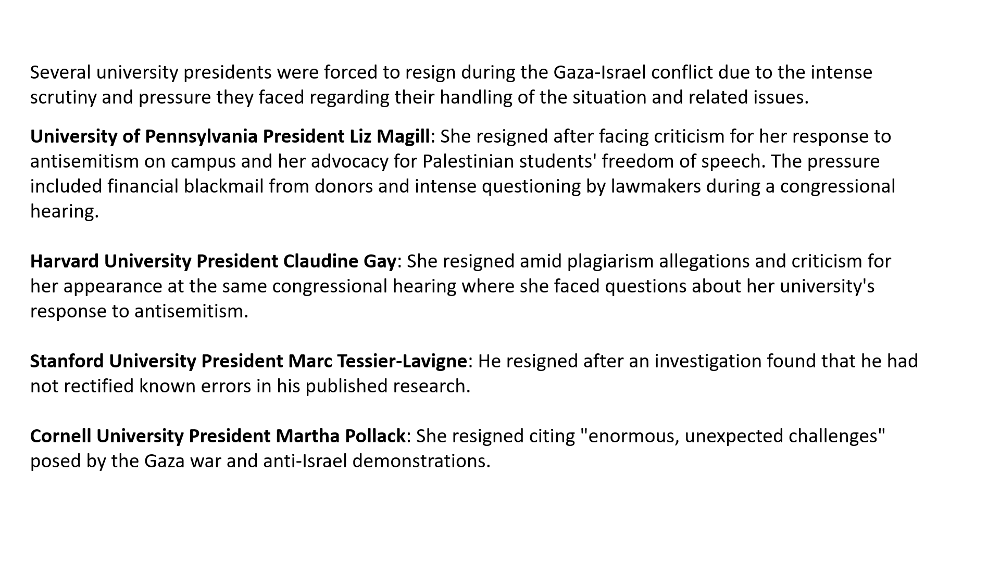 Several university presidents were forced to resign during the Gaza-Israel conflict due to the intense
scrutiny and pressure they faced regarding their handling of the situation and related issues.
University of Pennsylvania President Liz Magill: She resigned after facing criticism for her response to
antisemitism on campus and her advocacy for Palestinian students' freedom of speech. The pressure
included financial blackmail from donors and intense questioning by lawmakers during a congressional
hearing.
Harvard University President Claudine Gay: She resigned amid plagiarism allegations and criticism for
her appearance at the same congressional hearing where she faced questions about her university's
response to antisemitism.
Stanford University President Marc Tessier-Lavigne: He resigned after an investigation found that he had
not rectified known errors in his published research.
Cornell University President Martha Pollack: She resigned citing "enormous, unexpected challenges"
posed by the Gaza war and anti-Israel demonstrations.